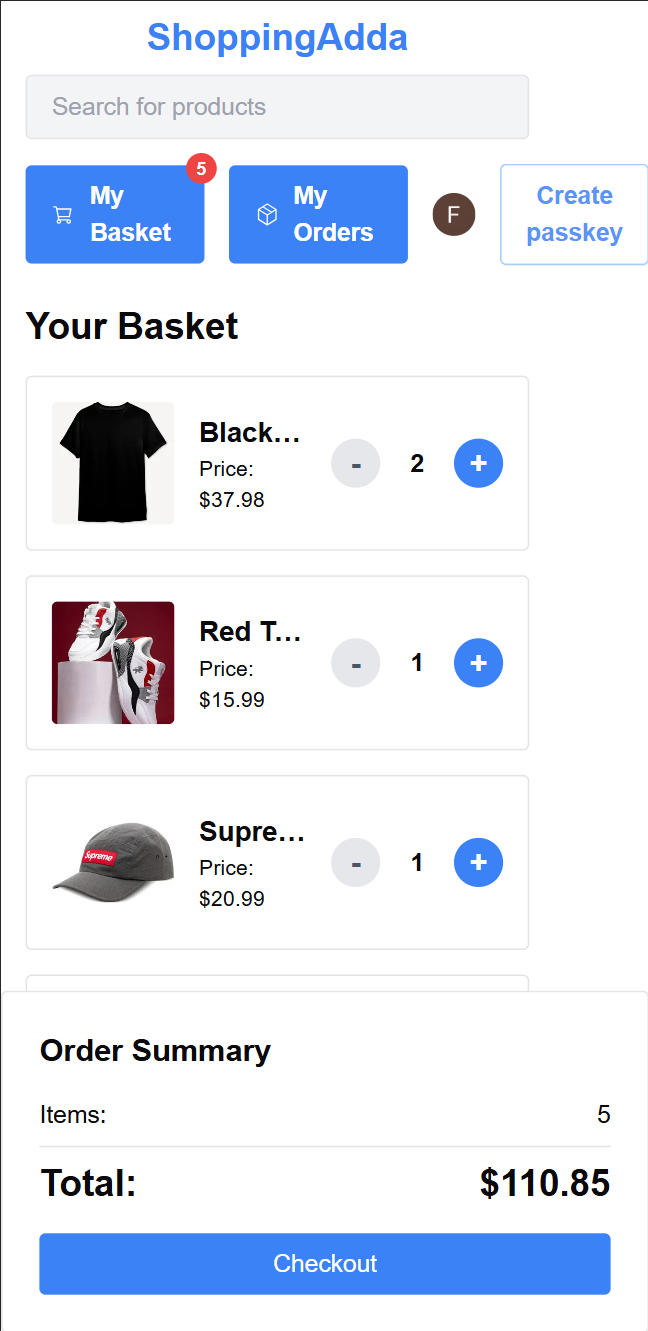 ShoppingAdda
Search for products
5
My
Basket
My
Orders
F
Create
passkey
Your Basket
Black...
Price:
$37.98
- 2 +
Red T...
Price:
$15.99
- 1 +
Supre...
Price:
$20.99
- 1 +
Supreme
Order Summary
Items: 5
Total: $110.85
Checkout